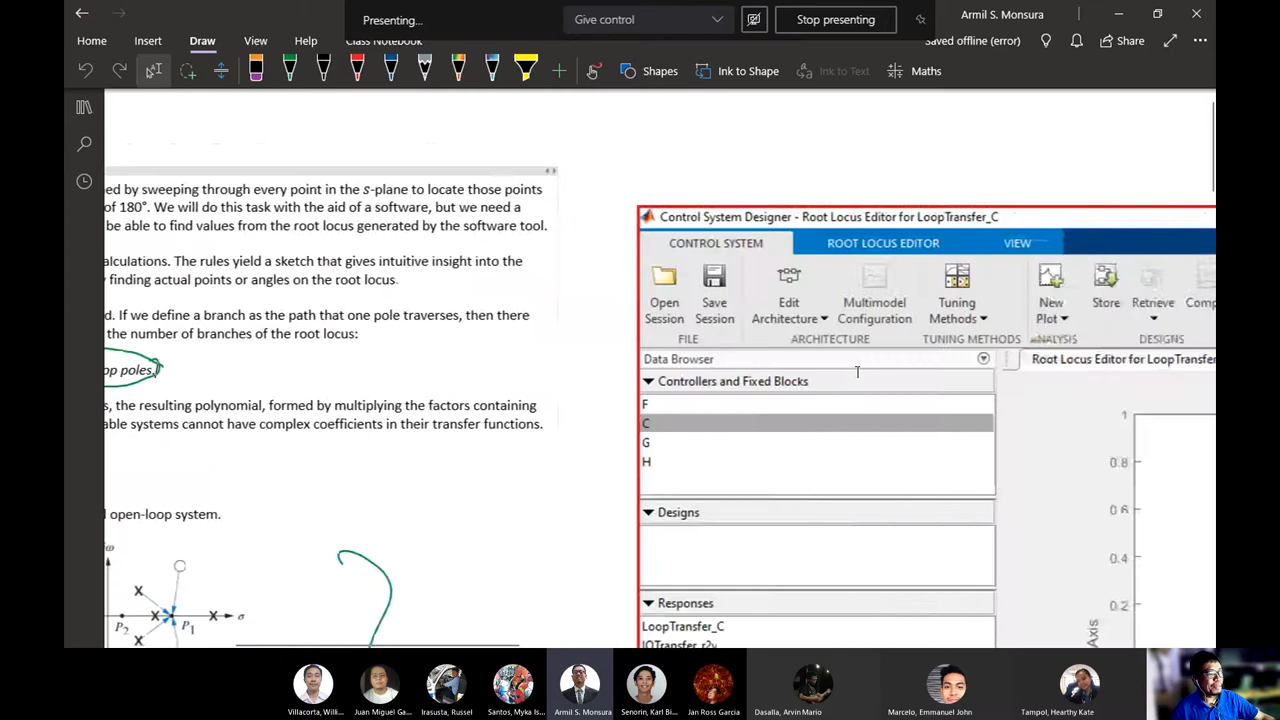 Presenting...
Give control
Stop presenting
Armil S. Monsura
Home
Insert
Draw
View
Help
Class Notebook
Saved offline (error)
Share
Shapes
Ink to Shape
Ink to Text
Maths
ned by sweeping through every point in the s-plane to locate those points
of 180°. We will do this task with the aid of a software, but we need a
be able to find values from the root locus generated by the software tool.
alculations. The rules yield a sketch that gives intuitive insight into the
finding actual points or angles on the root locus.
d. If we define a branch as the path that one pole traverses, then there
the number of branches of the root locus:
op poles.
s, the resulting polynomial, formed by multiplying the factors containing
able systems cannot have complex coefficients in their transfer functions.
open-loop system.
jω
X
X
X
X
P2
P1
σ
Control System Designer - Root Locus Editor for LoopTransfer_C
CONTROL SYSTEM
ROOT LOCUS EDITOR
VIEW
Open Session
Save Session
Edit Architecture
Multimodel Configuration
Tuning Methods
New Plot
Store
Retrieve
Comp
FILE
ARCHITECTURE
TUNING METHODS
ANALYSIS
DESIGNS
Data Browser
Root Locus Editor for LoopTransfer
Controllers and Fixed Blocks
F
C
G
H
Designs
Responses
LoopTransfer_C
IOTransfer_r2y
1
0.8
0.6
0.4
0.2
Axis
Villacorta, Willi...
Juan Miguel Ga...
Irasusta, Russel
Santos, Myka Is...
Armil S. Monsura
Senorin, Karl Bi...
Jan Ross Garcia
Dasalla, Arvin Mario
Marcelo, Emmanuel John
Tampol, Hearthy Kate